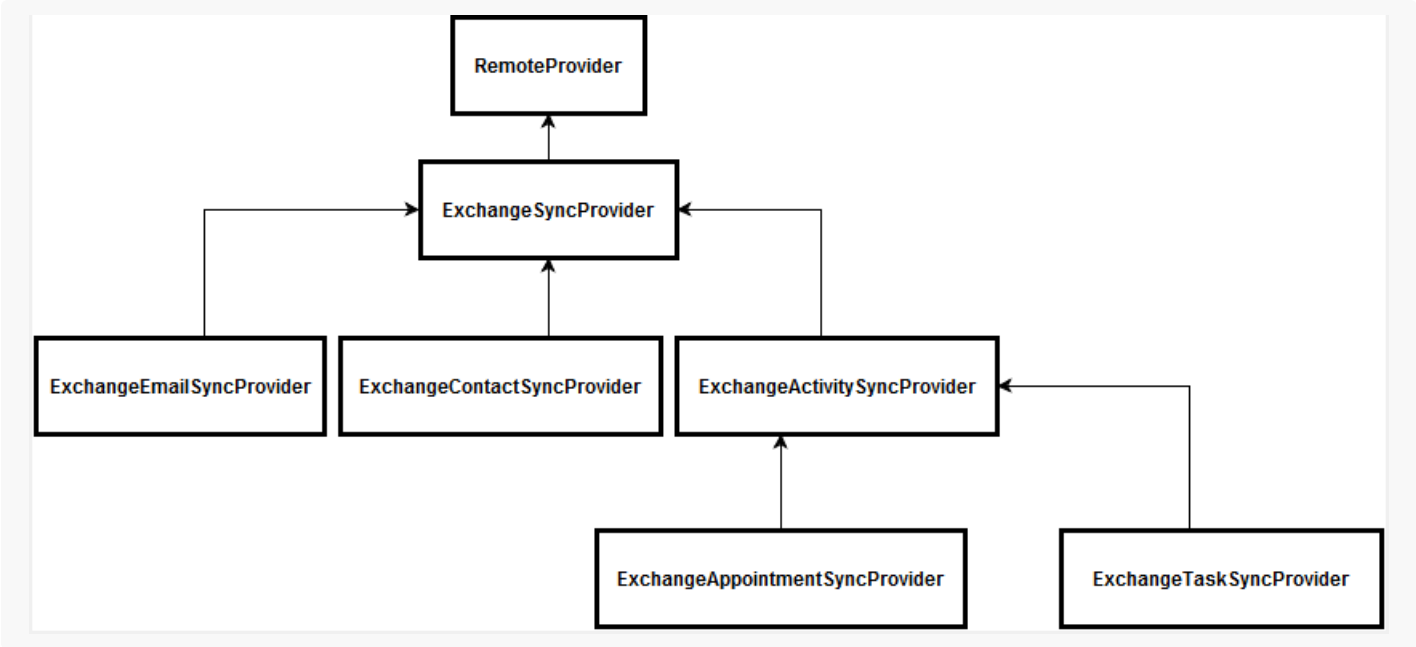 RemoteProvider
ExchangeSyncProvider
ExchangeEmailSyncProvider
ExchangeContactSyncProvider
ExchangeActivitySyncProvider
ExchangeAppointmentSyncProvider
ExchangeTaskSyncProvider